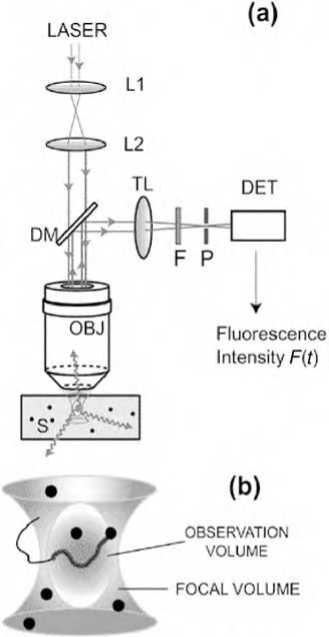 (a)
LASER
L1
L2
TL
DET
DM
F
P
OBJ
Fluorescence
Intensity F(t)
S
(b)
OBSERVATION
VOLUME
FOCAL VOLUME